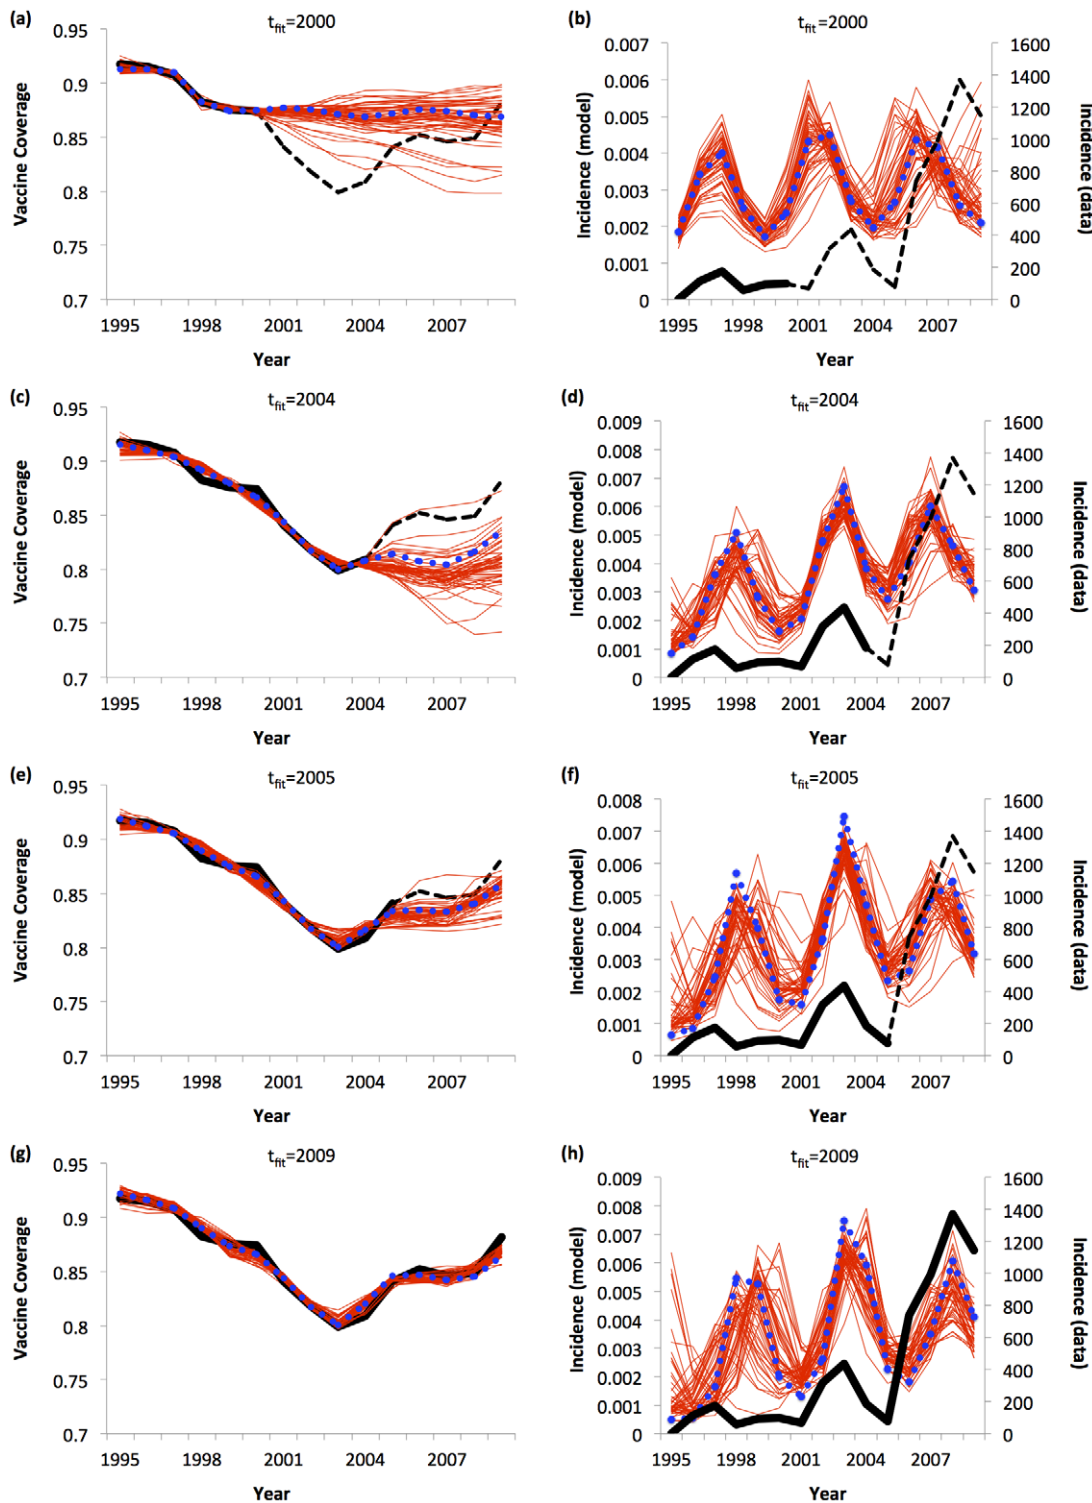 (a)
t_fit=2000
0.95
0.9
0.85
0.8
0.75
0.7
Vaccine Coverage
1995 1998 2001 2004 2007
Year
(b)
t_fit=2000
0.007
0.006
0.005
0.004
0.003
0.002
0.001
0
Incidence (model)
1600
1400
1200
1000
800
600
400
200
0
Incidence (data)
1995 1998 2001 2004 2007
Year
(c)
t_fit=2004
0.95
0.9
0.85
0.8
0.75
0.7
Vaccine Coverage
1995 1998 2001 2004 2007
Year
(d)
t_fit=2004
0.009
0.008
0.007
0.006
0.005
0.004
0.003
0.002
0.001
0
Incidence (model)
1600
1400
1200
1000
800
600
400
200
0
Incidence (data)
1995 1998 2001 2004 2007
Year
(e)
t_fit=2005
0.95
0.9
0.85
0.8
0.75
0.7
Vaccine Coverage
1995 1998 2001 2004 2007
Year
(f)
t_fit=2005
0.008
0.007
0.006
0.005
0.004
0.003
0.002
0.001
0
Incidence (model)
1600
1400
1200
1000
800
600
400
200
0
Incidence (data)
1995 1998 2001 2004 2007
Year
(g)
t_fit=2009
0.95
0.9
0.85
0.8
0.75
0.7
Vaccine Coverage
1995 1998 2001 2004 2007
Year
(h)
t_fit=2009
0.009
0.008
0.007
0.006
0.005
0.004
0.003
0.002
0.001
0
Incidence (model)
1600
1400
1200
1000
800
600
400
200
0
Incidence (data)
1995 1998 2001 2004 2007
Year